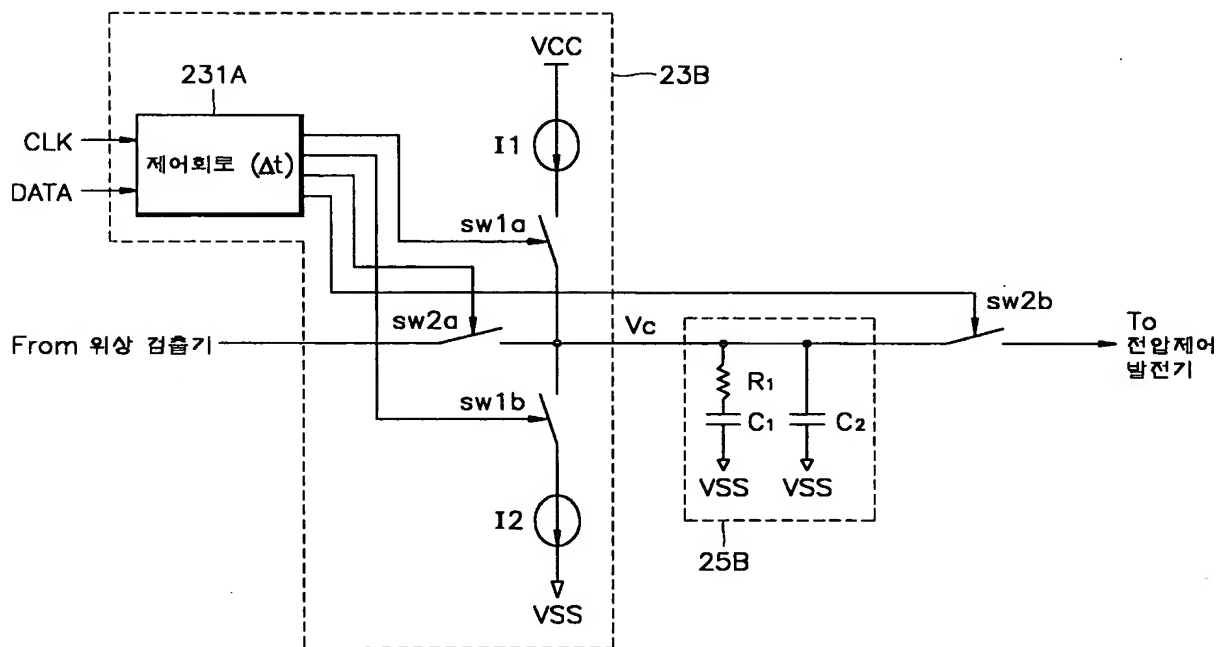 VCC
231A
23B
CLK
I1
제어회로 (Δt)
DATA
sw1a
sw2b
sw2a
Vc
To
전압제어
발전기
From 위상 검출기
R1
sw1b
C1
C2
VSS
VSS
I2
25B
VSS